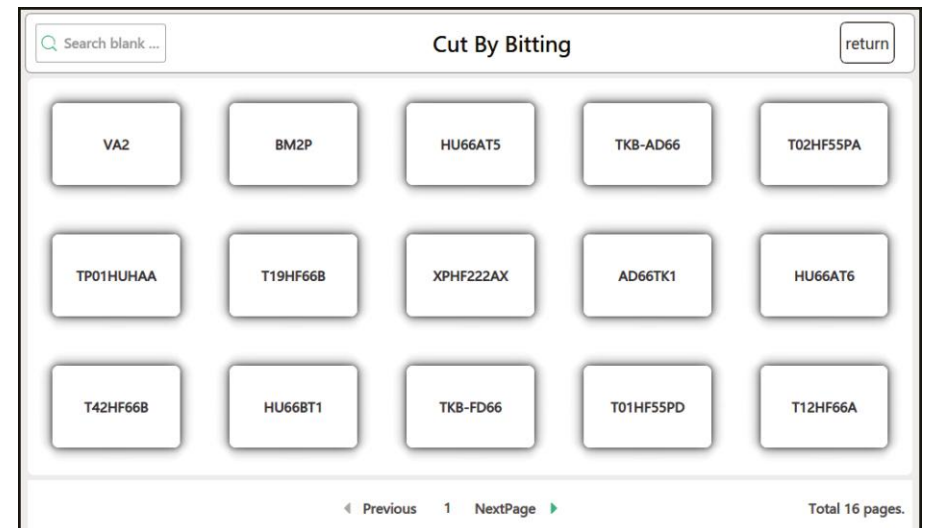 Search blank ...
Cut By Bitting
return
VA2
BM2P
HU66AT5
TKB-AD66
T02HF55PA
TP01HUHAA
T19HF66B
XPHF222AX
AD66TK1
HU66AT6
T42HF66B
HU66BT1
TKB-FD66
T01HF55PD
T12HF66A
Previous 1 NextPage
Total 16 pages.